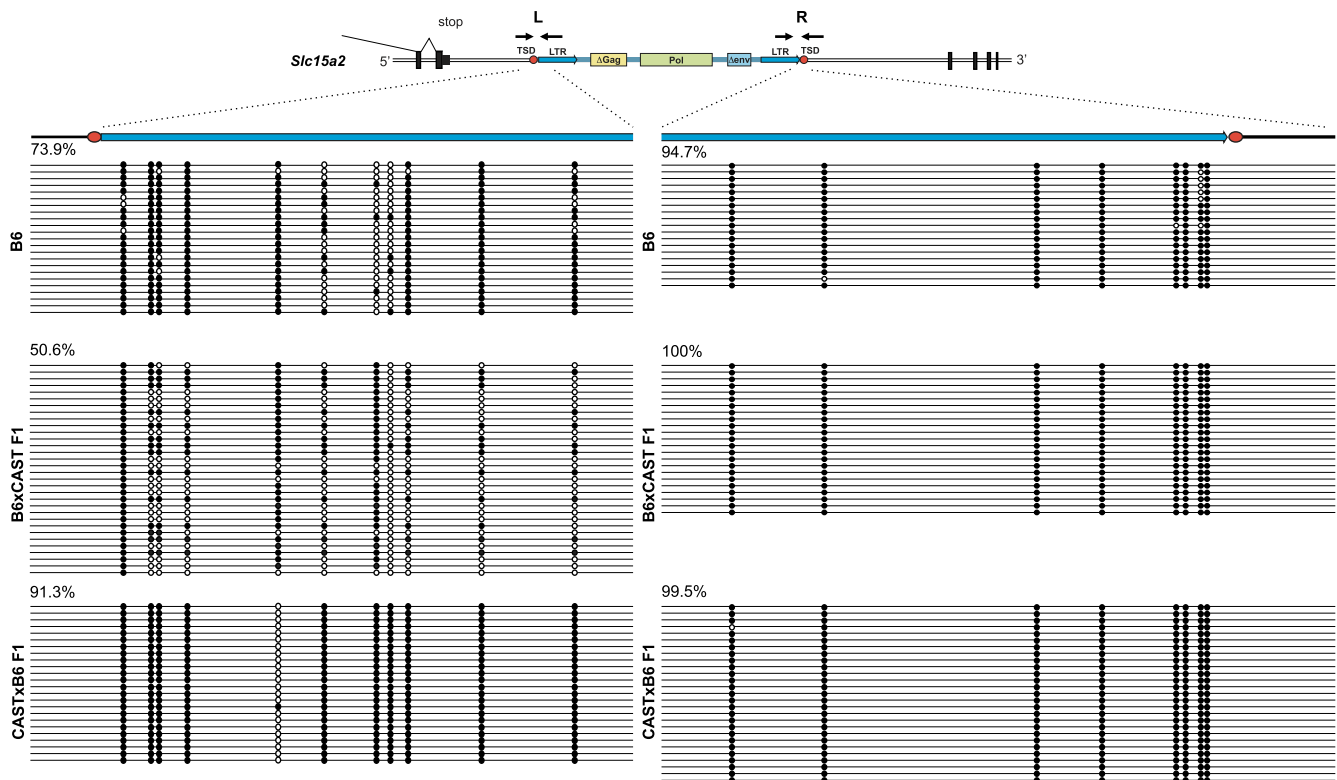 stop
L
R
TSD
LTR
LTR
TSD
Slc15a2
5'
ΔGag
Pol
Δenv
3'
73.9%
94.7%
B6
B6
50.6%
100%
B6xCAST F1
B6xCAST F1
91.3%
99.5%
CASTxB6 F1
CASTxB6 F1